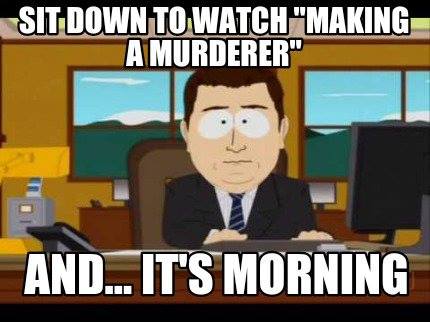 SIT DOWN TO WATCH "MAKING
A MURDERER"
AND... IT'S MORNING